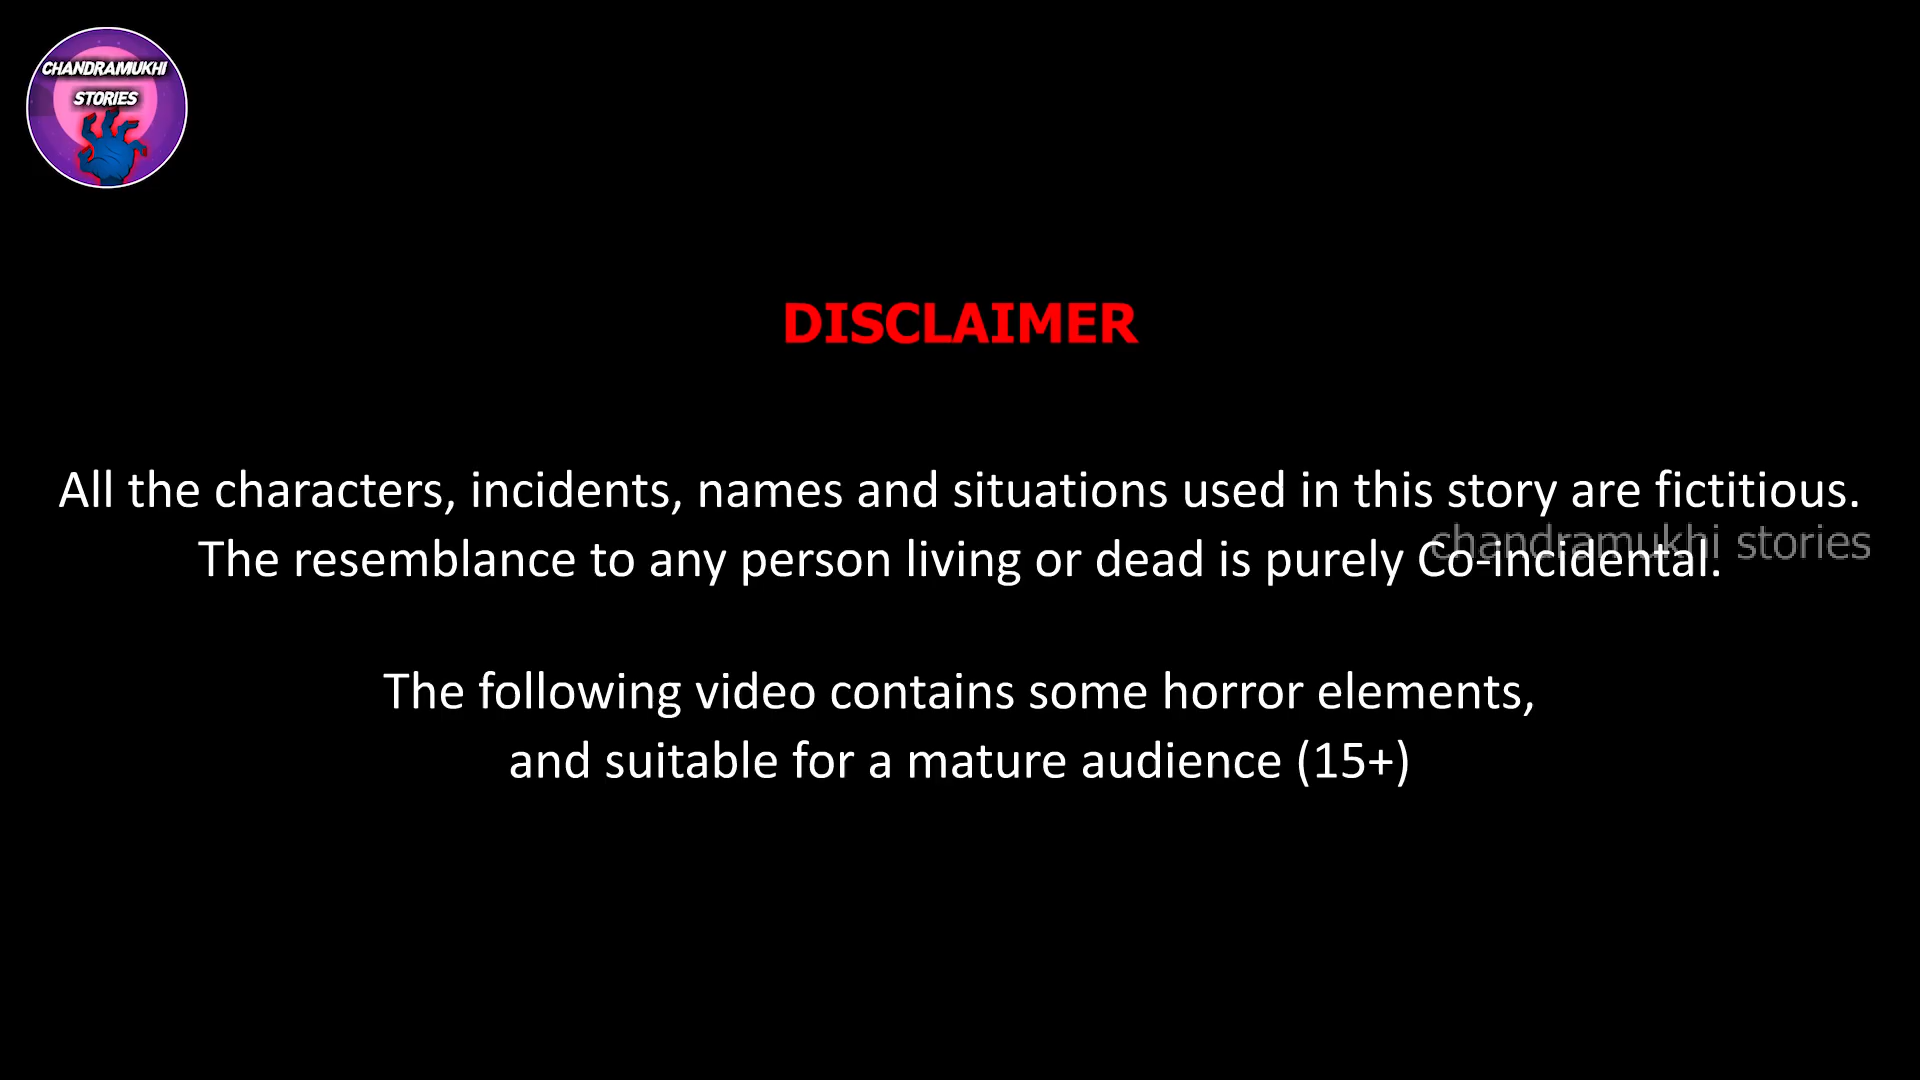 CHANDRAMUKHI
STORIES
DISCLAIMER
All the characters, incidents, names and situations used in this story are fictitious.
The resemblance to any person living or dead is purely Co-incidental.
chandramukhi stories
The following video contains some horror elements,
and suitable for a mature audience (15+)